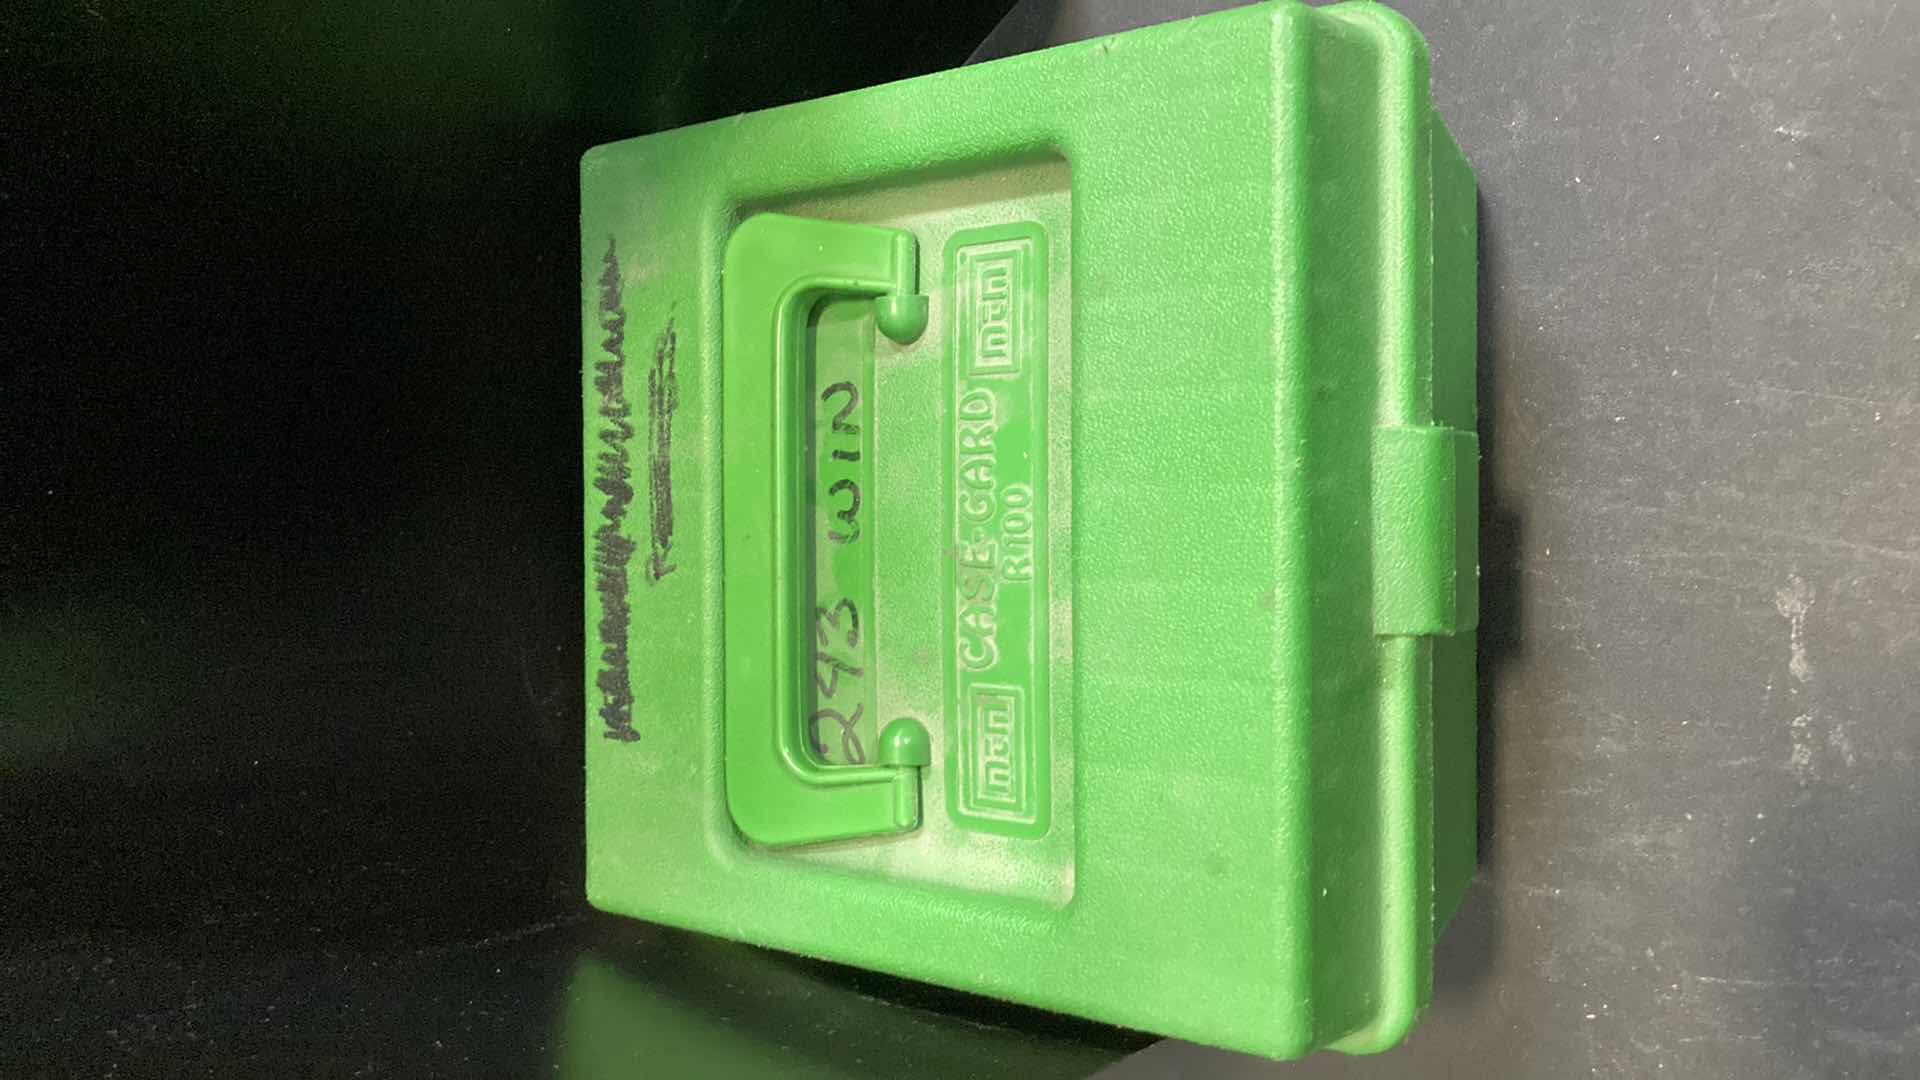 243 WIN
MTM CASE-GARD MTM
R100